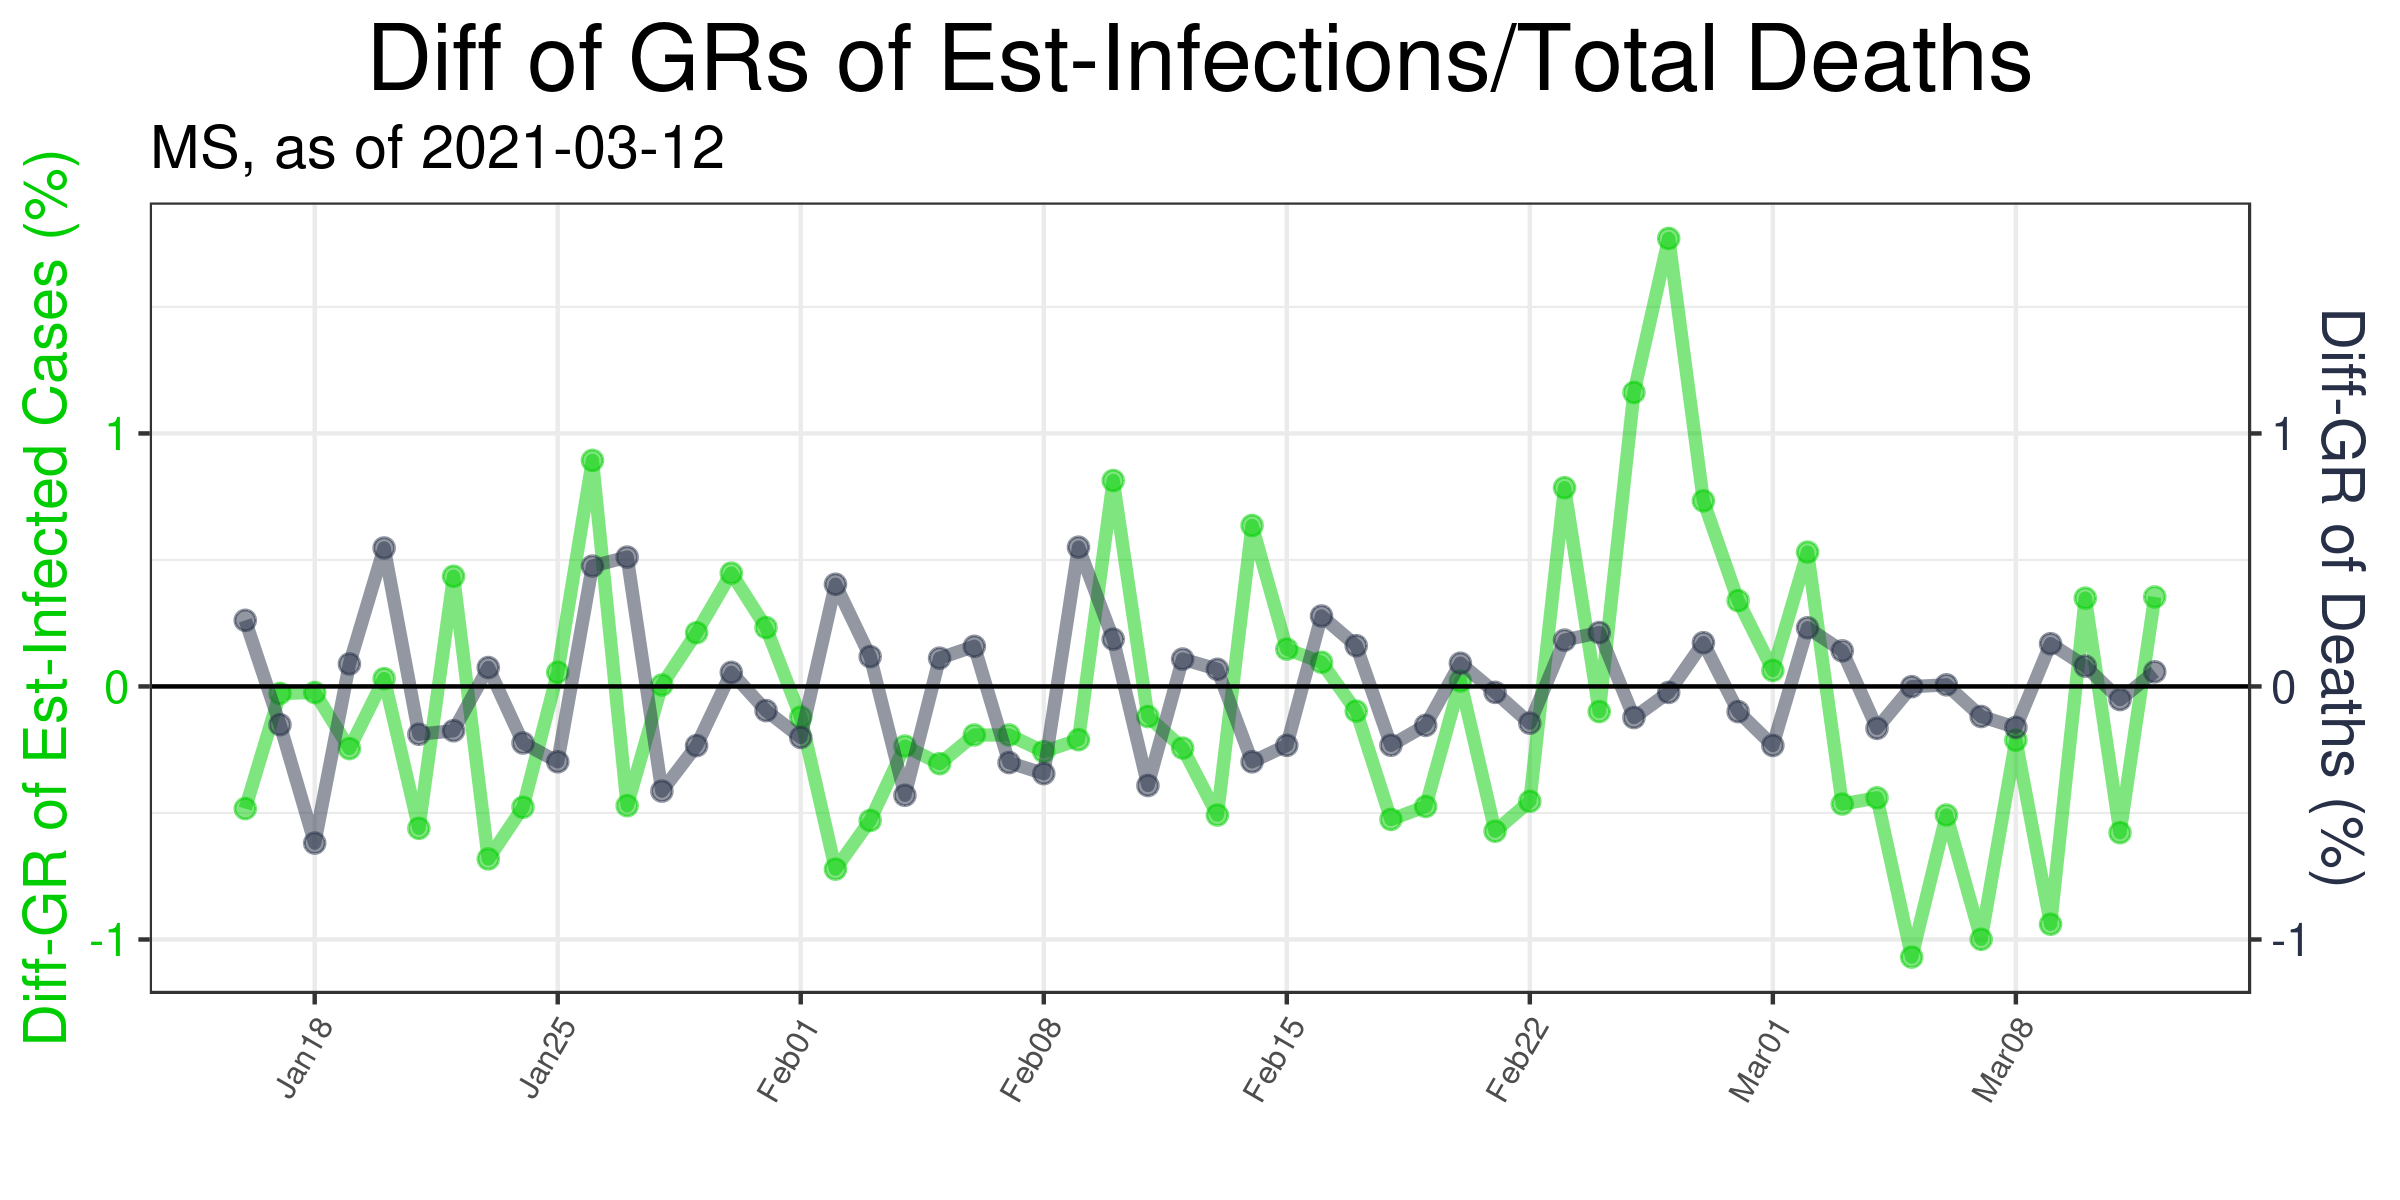 Diff of GRs of Est-Infections/Total Deaths
MS, as of 2021-03-12
Diff-GR of Est-Infected Cases (%)
1
0
-1
1
0
-1
Diff-GR of Deaths (%)
Jan18
Jan25
Feb01
Feb08
Feb15
Feb22
Mar01
Mar08